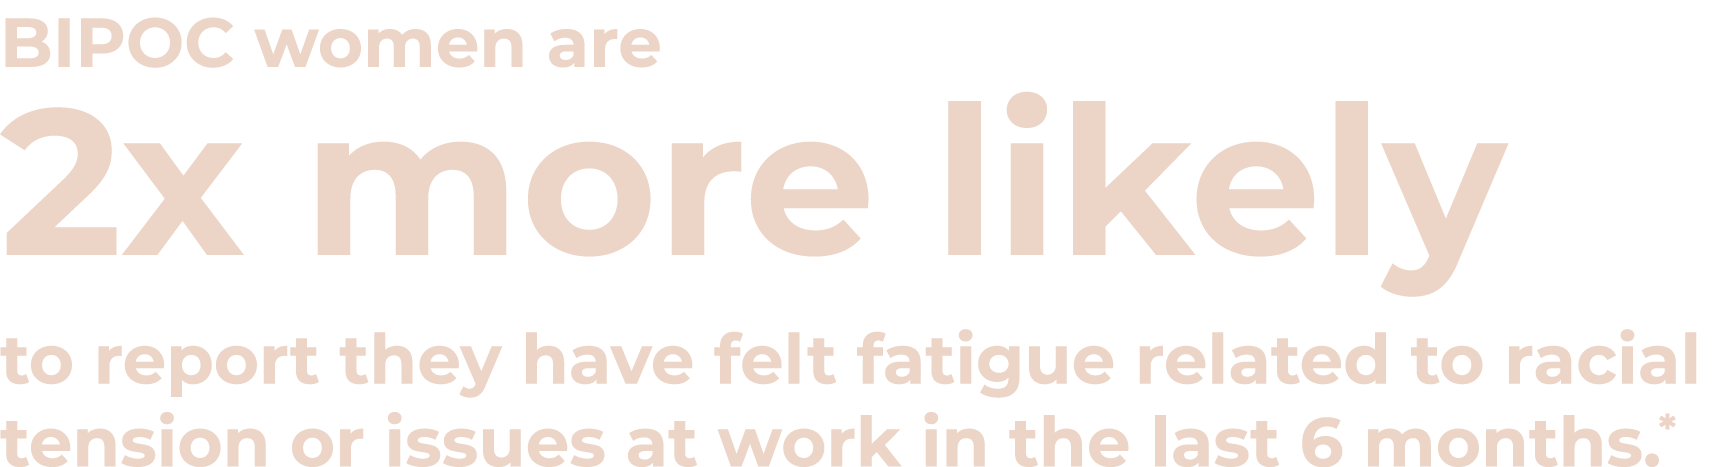 BIPOC women are
2x more likely
to report they have felt fatigue related to racial
tension or issues at work in the last 6 months.*